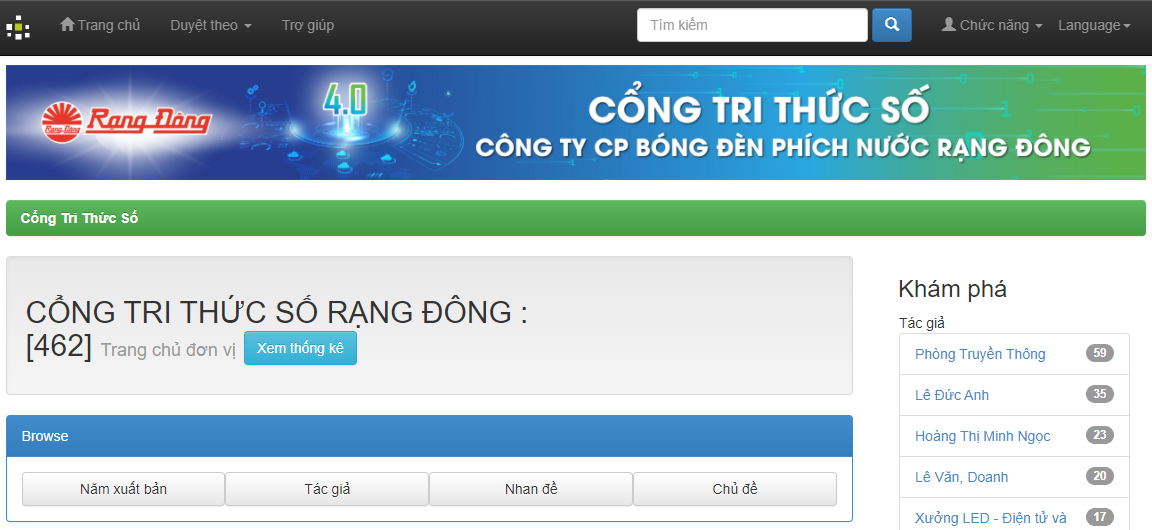 Trang chủ Duyệt theo Trợ giúp Tìm kiếm Chức năng Language
Rạng Đông
Rạng Đông
4.0
CỔNG TRI THỨC SỐ
CÔNG TY CP BÓNG ĐÈN PHÍCH NƯỚC RẠNG ĐÔNG
Cổng Tri Thức Số
CỔNG TRI THỨC SỐ RẠNG ĐÔNG :
[462] Trang chủ đơn vị Xem thống kê
Browse
Năm xuất bản Tác giả Nhan đề Chủ đề
Khám phá
Tác giả
Phòng Truyền Thông 59
Lê Đức Anh 35
Hoàng Thị Minh Ngọc 23
Lê Văn, Doanh 20
Xưởng LED - Điện tử và 17